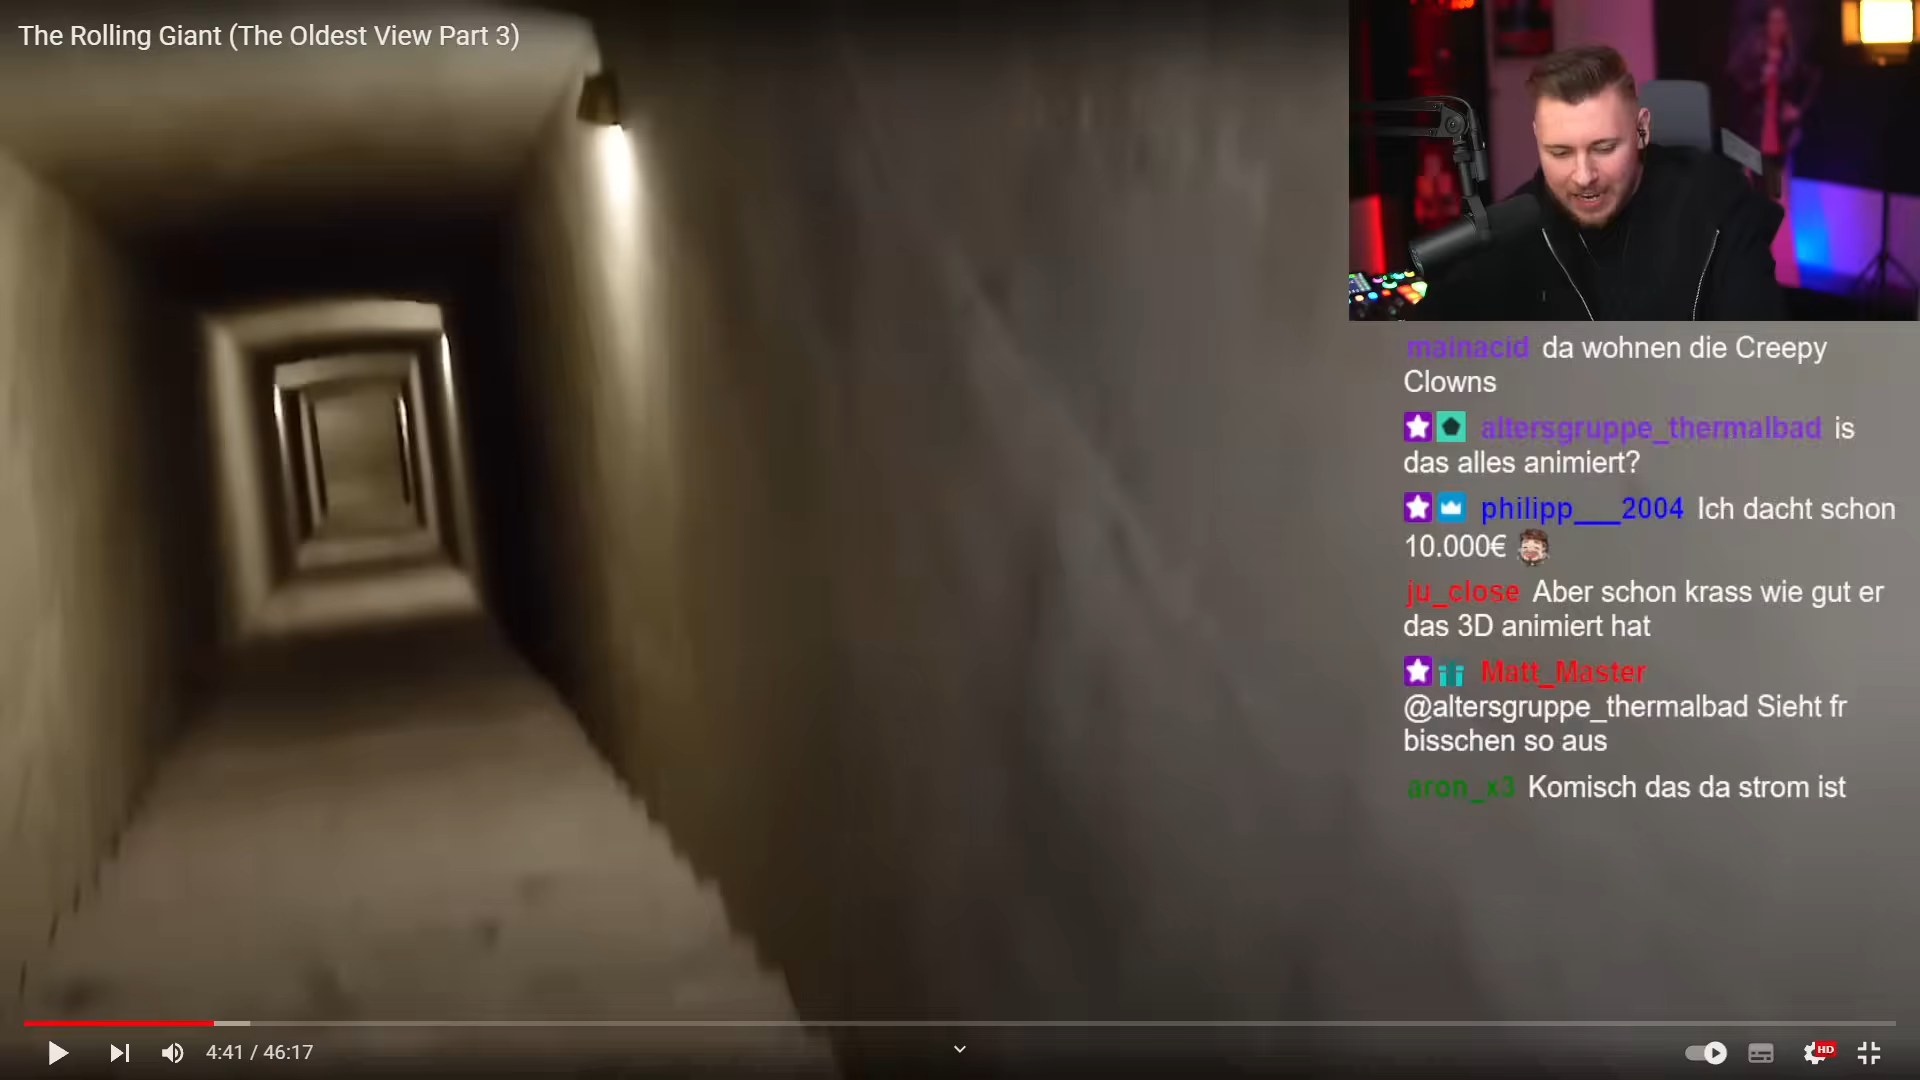 The Rolling Giant (The Oldest View Part 3)
mainacid da wohnen die Creepy
Clowns
altersgruppe_thermalbad is
das alles animiert?
philipp___2004 Ich dacht schon
10.000€
ju_close Aber schon krass wie gut er
das 3D animiert hat
Matt_Master
@altersgruppe_thermalbad Sieht fr
bisschen so aus
aron_x3 Komisch das da strom ist
4:41 / 46:17
HD